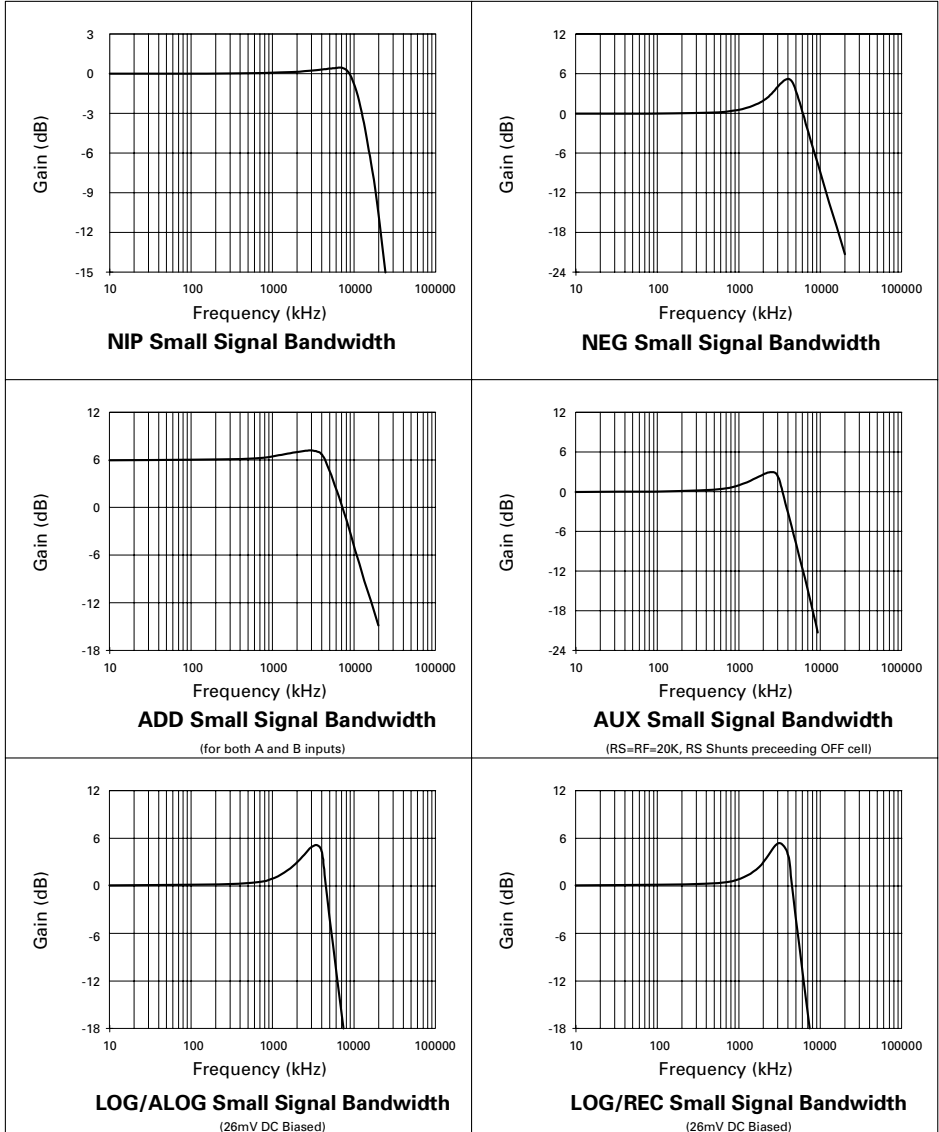 3
0
-3
-6
-9
-12
-15
Gain (dB)
10 100 1000 10000 100000
Frequency (kHz)
NIP Small Signal Bandwidth
12
6
0
-6
-12
-18
-24
Gain (dB)
10 100 1000 10000 100000
Frequency (kHz)
NEG Small Signal Bandwidth
12
6
0
-6
-12
-18
Gain (dB)
10 100 1000 10000 100000
Frequency (kHz)
ADD Small Signal Bandwidth
(for both A and B inputs)
12
6
0
-6
-12
-18
-24
Gain (dB)
10 100 1000 10000 100000
Frequency (kHz)
AUX Small Signal Bandwidth
(RS=RF=20K, RS Shunts preceeding OFF cell)
12
6
0
-6
-12
-18
Gain (dB)
10 100 1000 10000 100000
Frequency (kHz)
LOG/ALOG Small Signal Bandwidth
(26mV DC Biased)
12
6
0
-6
-12
-18
Gain (dB)
10 100 1000 10000 100000
Frequency (kHz)
LOG/REC Small Signal Bandwidth
(26mV DC Biased)